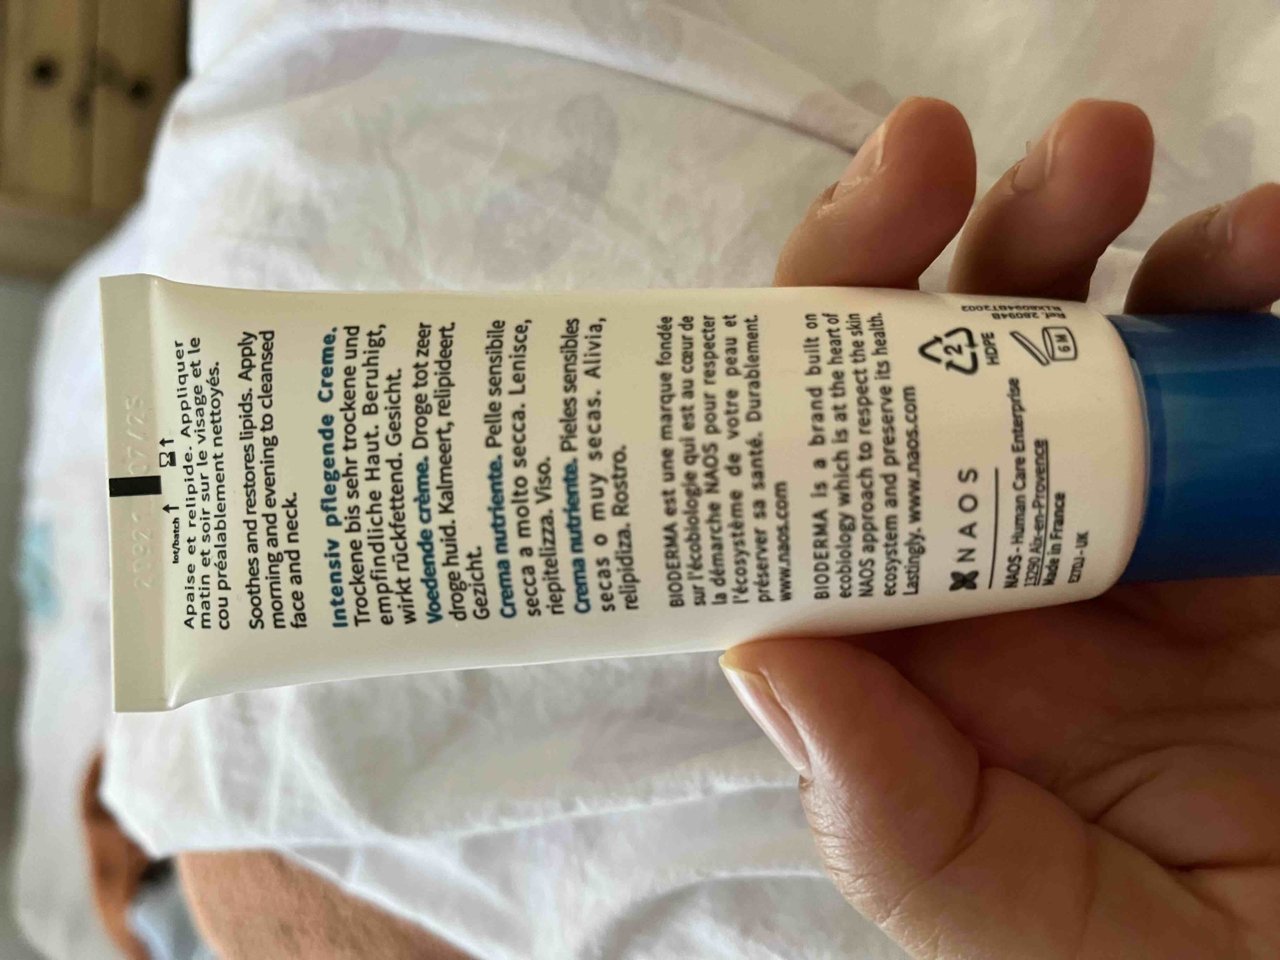 07/25
lot/batch
Apaise et relipide. Appliquer
matin et soir sur le visage et le
cou préalablement nettoyés.
Soothes and restores lipids. Apply
morning and evening to cleansed
face and neck.
Intensiv pflegende Creme.
Trockene bis sehr trockene und
empfindliche Haut. Beruhigt,
wirkt rückfettend. Gesicht.
Voedende crème. Droge tot zeer
droge huid. Kalmeert, relipideert.
Gezicht.
Crema nutriente. Pelle sensibile
secca a molto secca. Lenisce,
riepitelizza. Viso.
Crema nutriente. Pieles sensibles
secas o muy secas. Alivia,
relipidiza. Rostro.
BIODERMA est une marque fondée
sur l'écobiologie qui est au cœur de
la démarche NAOS pour respecter
l'écosystème de votre peau et
préserver sa santé. Durablement.
www.naos.com
BIODERMA is a brand built on
ecobiology which is at the heart of
NAOS approach to respect the skin
ecosystem and preserve its health.
Lastingly. www.naos.com
NAOS
NAOS - Human Care Enterprise
13290 Aix-en-Provence
Made in France
EZTUJ - UK
2
HDPE
6 M
Ref. 28094B